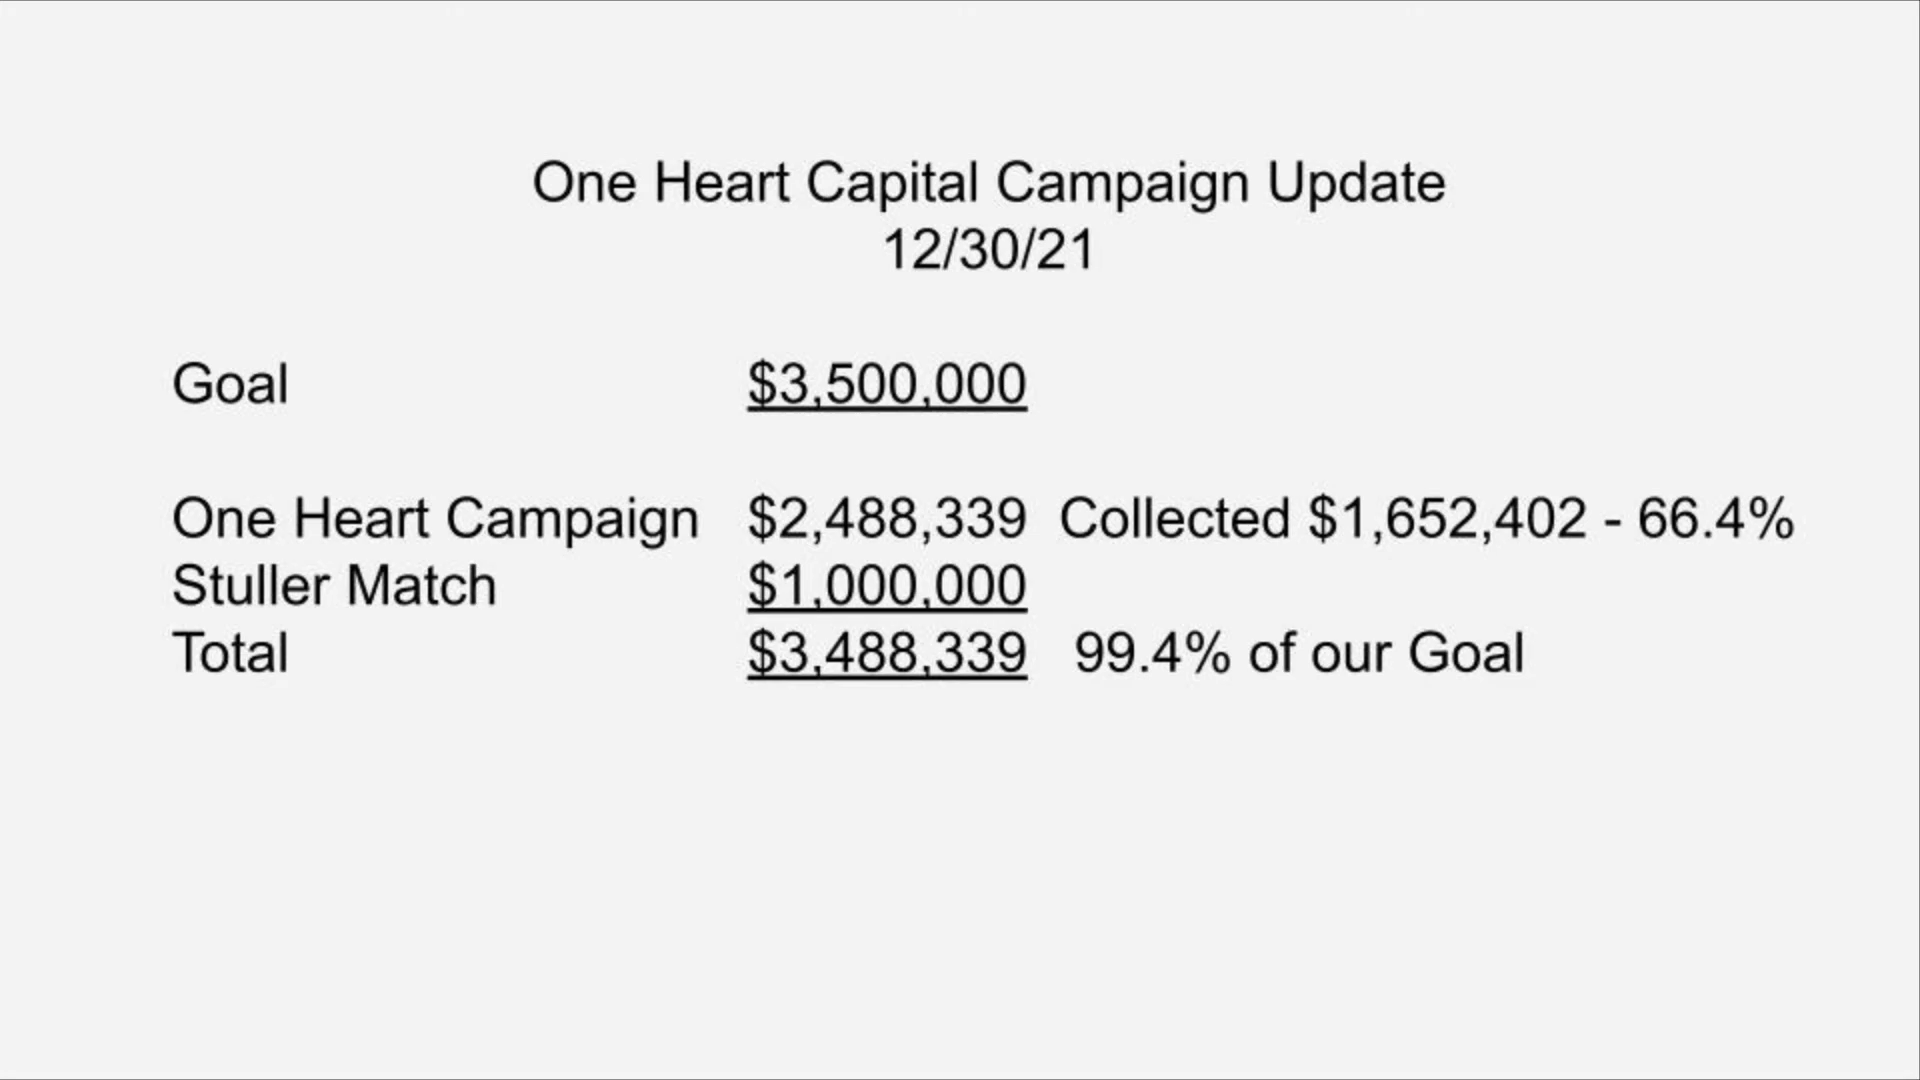 One Heart Capital Campaign Update
12/30/21
Goal $3,500,000
One Heart Campaign $2,488,339 Collected $1,652,402 - 66.4%
Stuller Match $1,000,000
Total $3,488,339 99.4% of our Goal